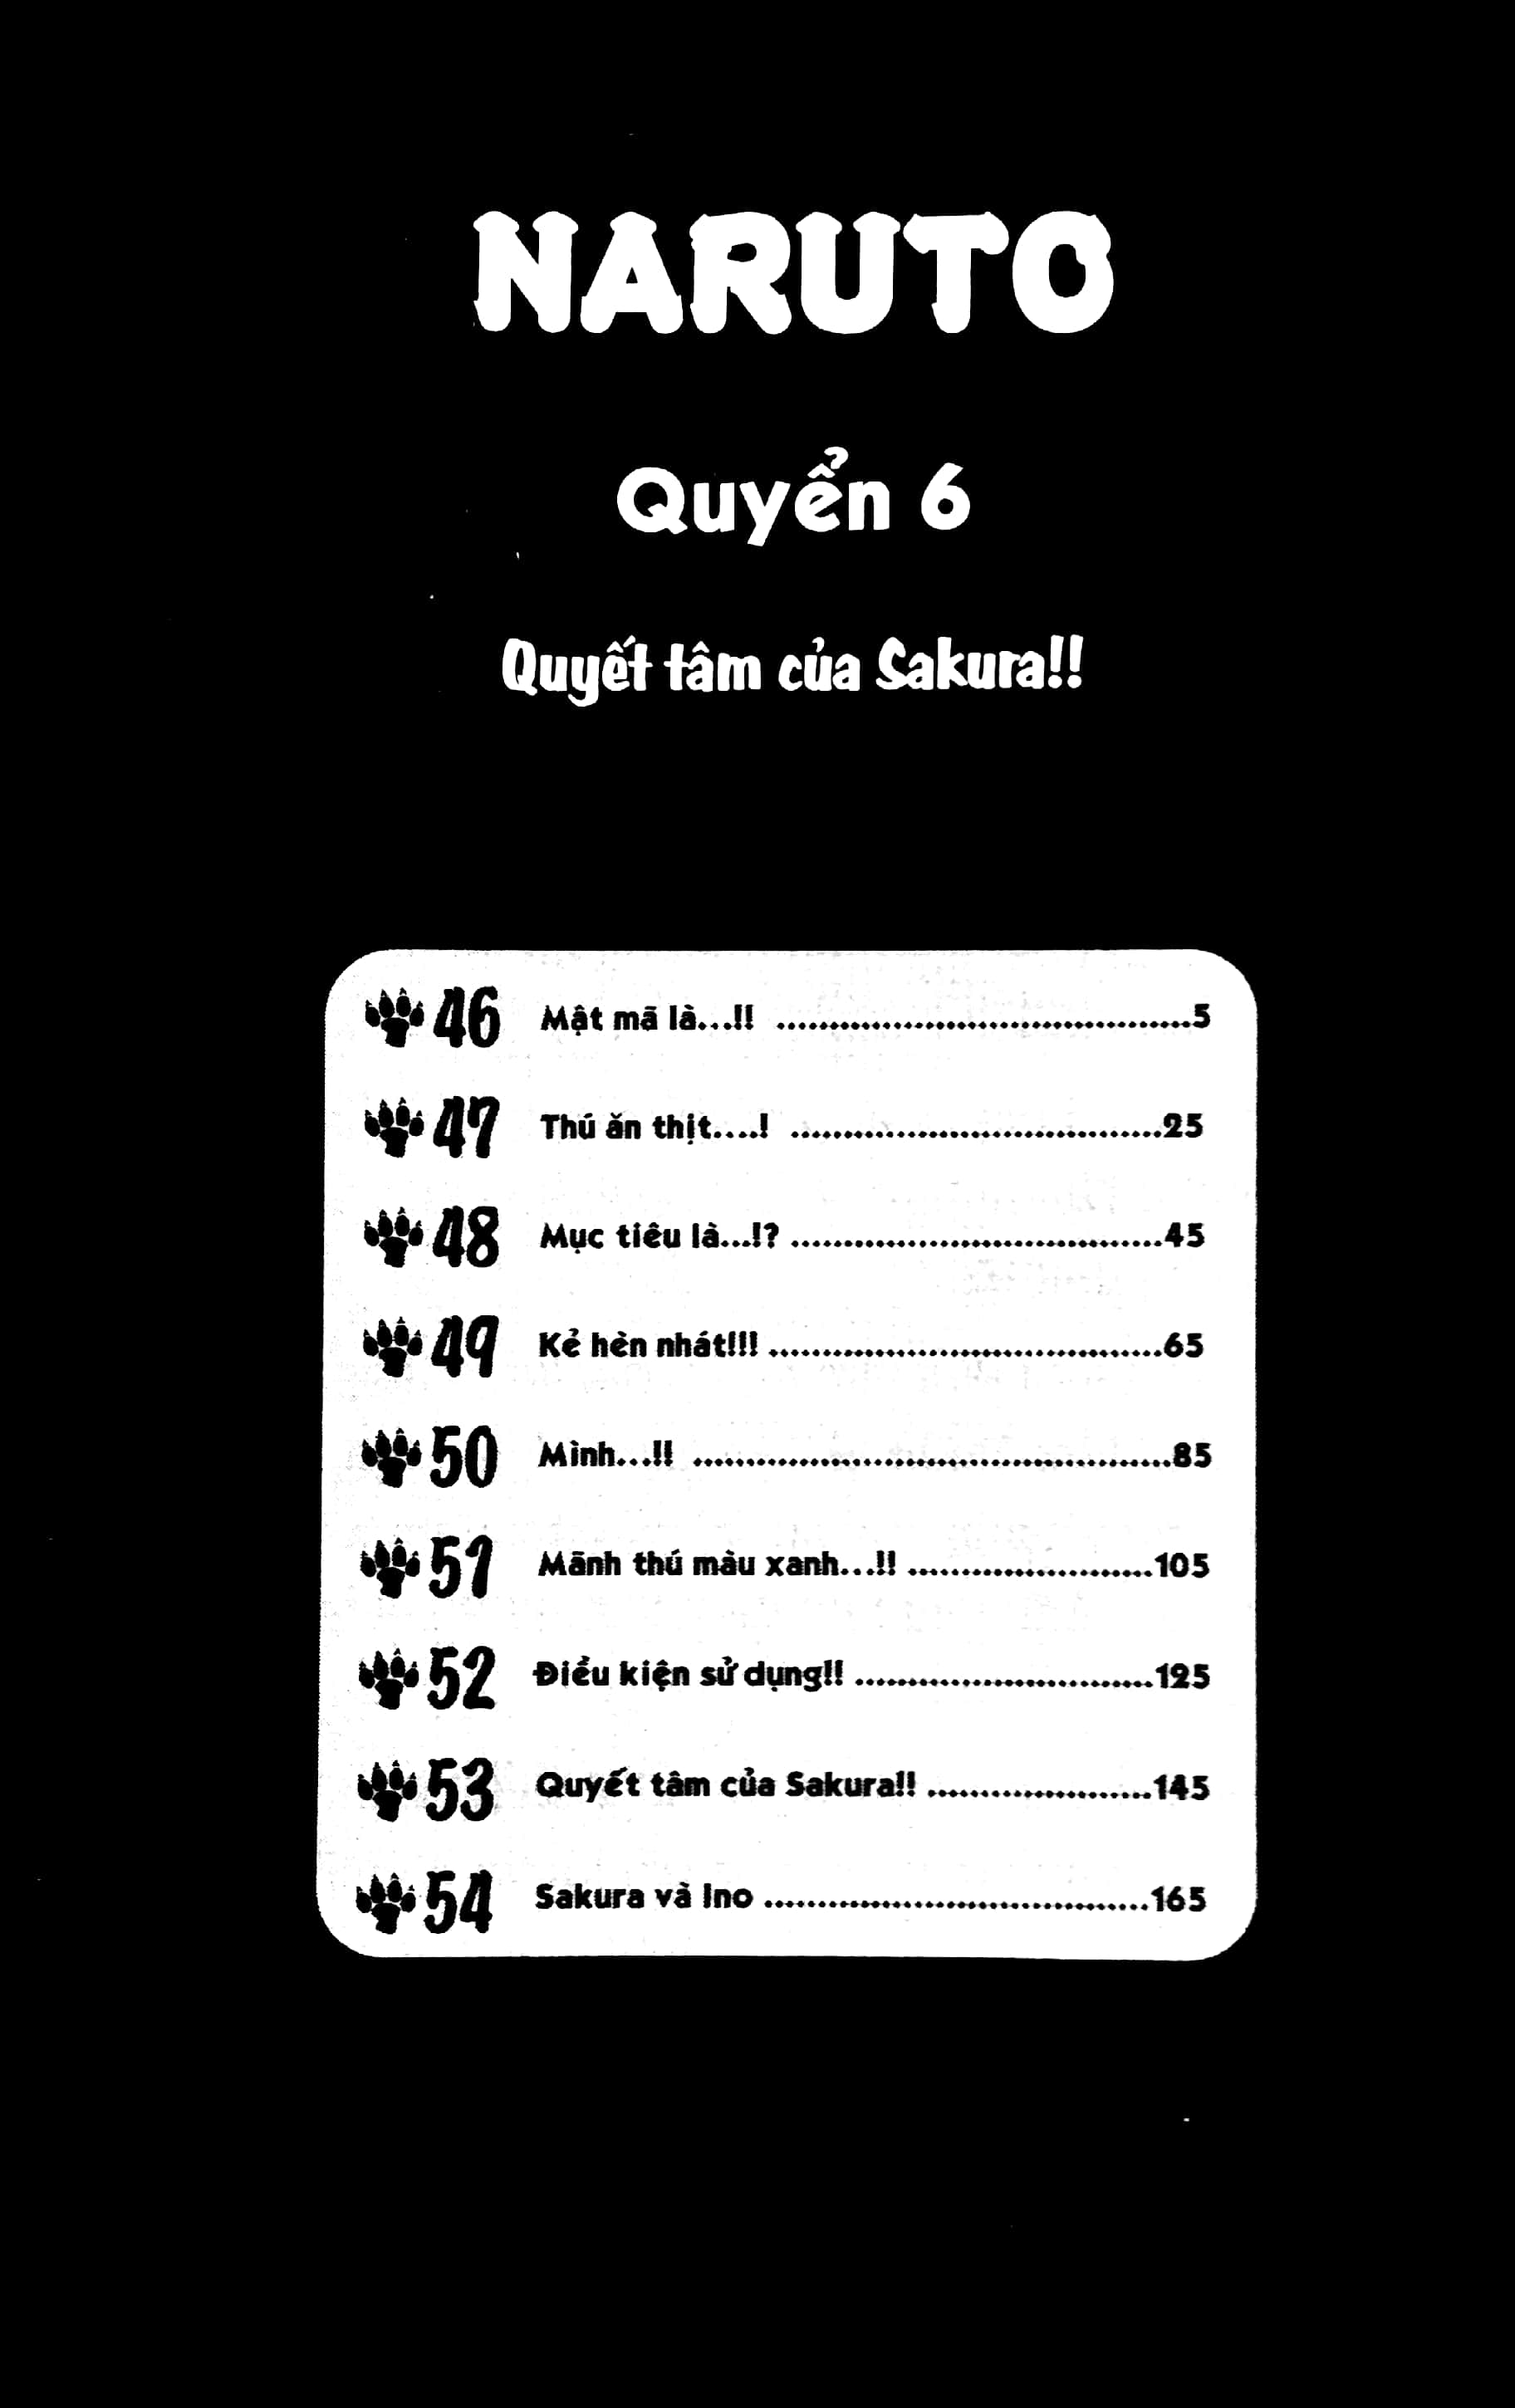 NARUTO
Quyển 6
Quyết tâm của Sakura!!
46 Mật mã là...!! ........................................5
47 Thú ăn thịt....! ....................................25
48 Mục tiêu là...!? ....................................45
49 Kẻ hèn nhát!!! ......................................65
50 Mình...!! ..............................................85
51 Mãnh thú màu xanh...!! ........................105
52 Điều kiện sử dụng!! .............................125
53 Quyết tâm của Sakura!! ......................145
54 Sakura và Ino .....................................165